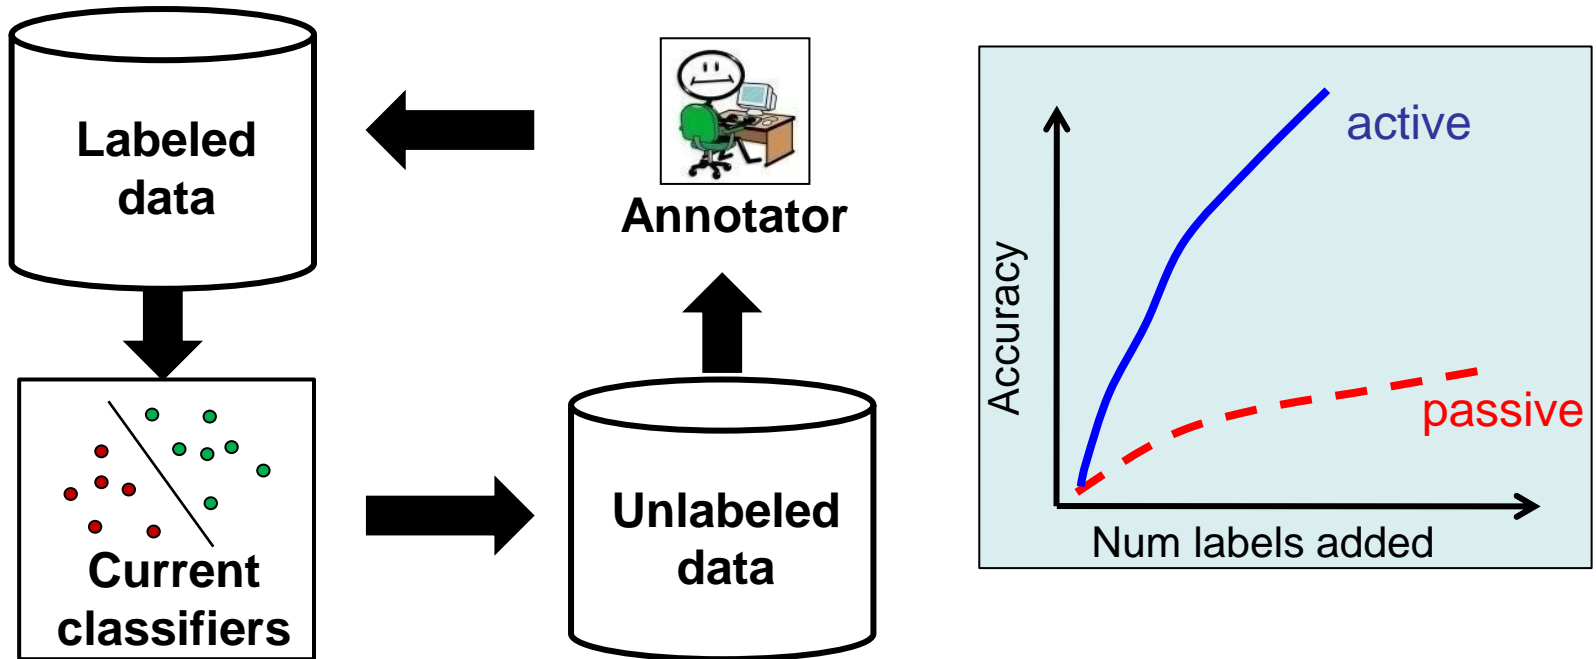 Labeled
data
Annotator
Current
classifiers
Unlabeled
data
active
passive
Accuracy
Num labels added